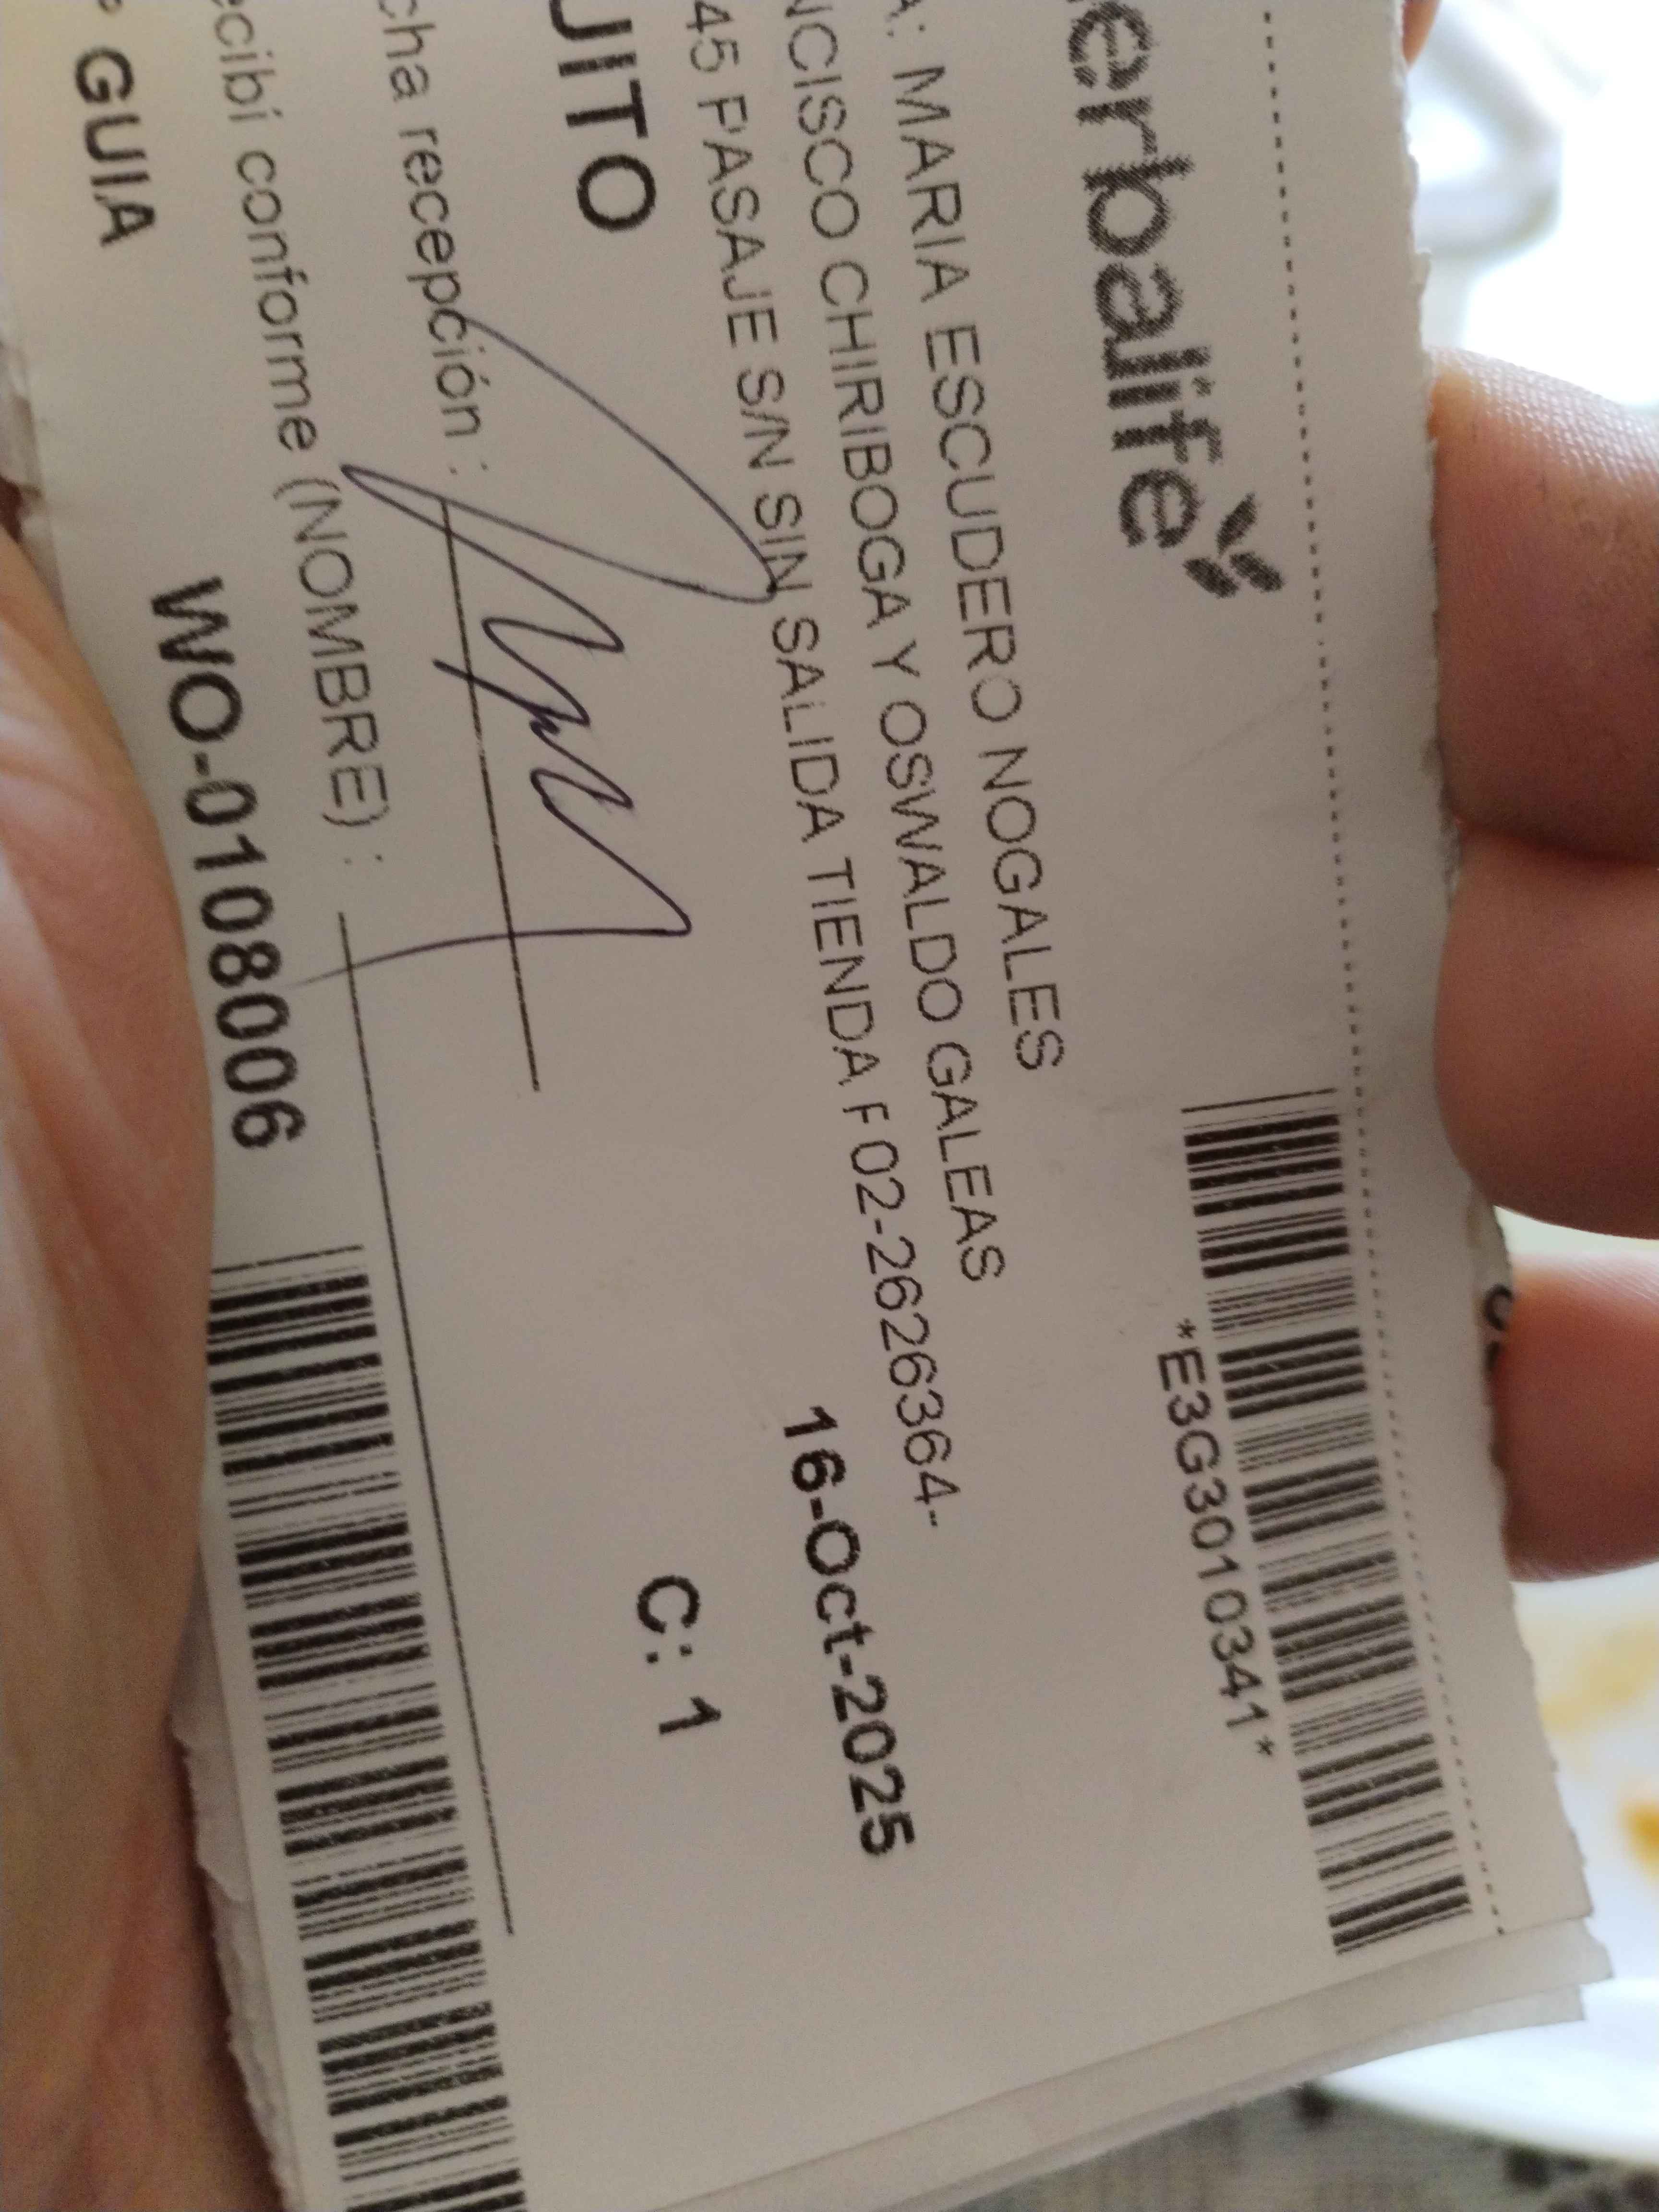 erbalife
*E3G3010341*
A: MARIA ESCUDERO NOGALES
NCISCO CHIRIBOGA Y OSWALDO GALEAS
45 PASAJE S/N SIN SALIDA TIENDA F 02-2626364-
16-Oct-2025
UITO
C: 1
cha recepción :
ecibí conforme (NOMBRE) :
GUIA WO-0108006